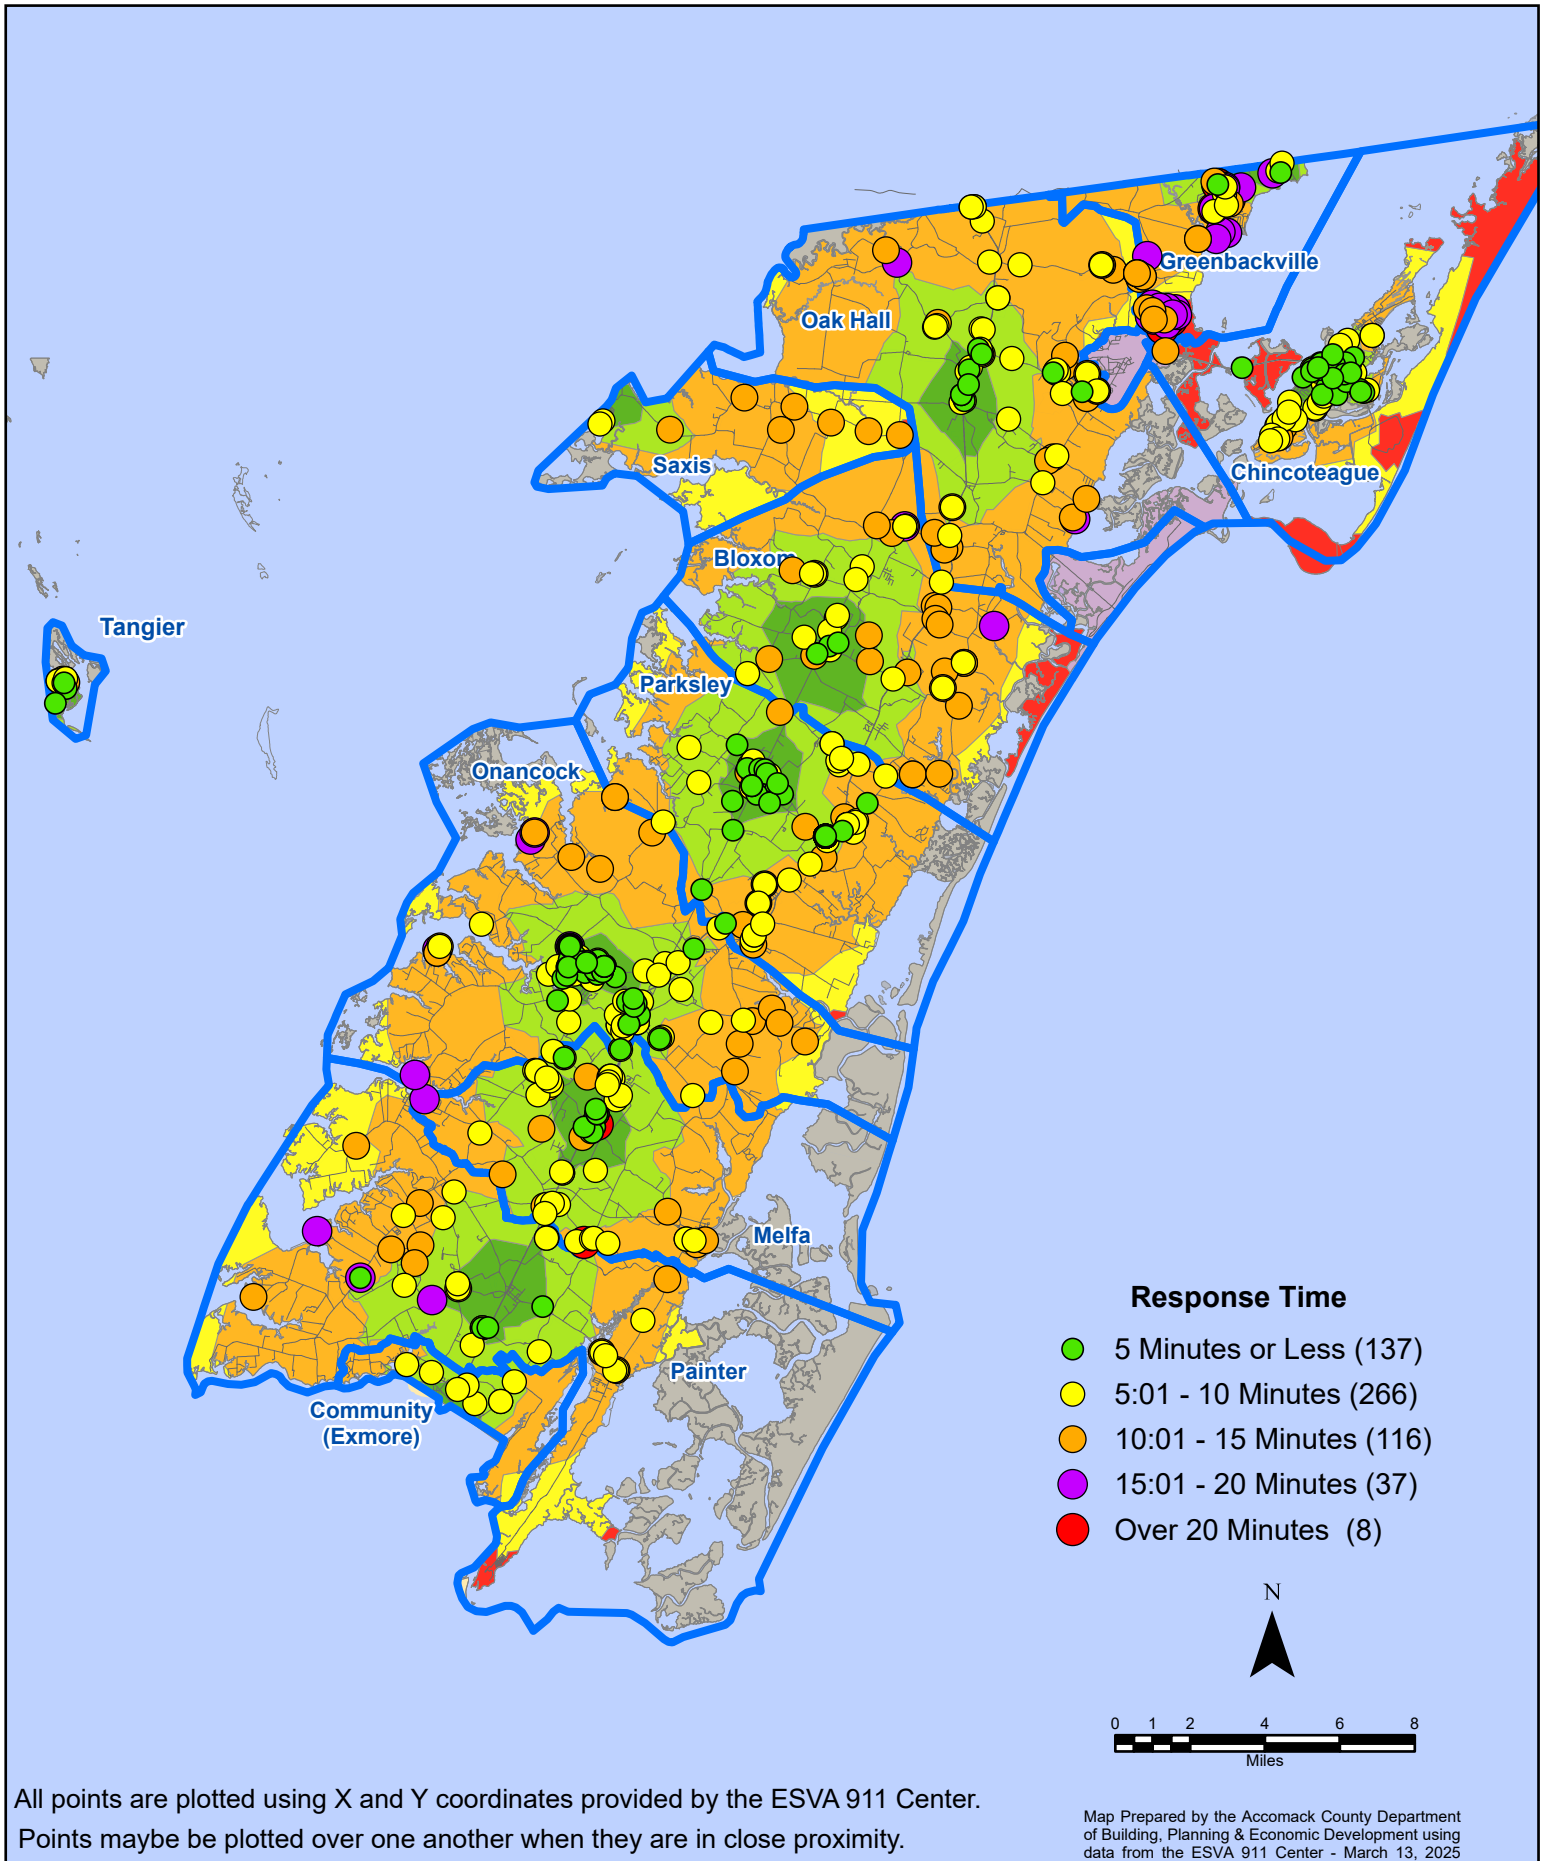 Greenbackville
Oak Hall
Saxis
Chincoteague
Bloxom
Tangier
Parksley
Onancock
Melfa
Painter
Community
(Exmore)
Response Time
5 Minutes or Less (137)
5:01 - 10 Minutes (266)
10:01 - 15 Minutes (116)
15:01 - 20 Minutes (37)
Over 20 Minutes (8)
N
0 1 2 4 6 8
Miles
All points are plotted using X and Y coordinates provided by the ESVA 911 Center.
Points maybe be plotted over one another when they are in close proximity.
Map Prepared by the Accomack County Department
of Building, Planning & Economic Development using
data from the ESVA 911 Center - March 13, 2025